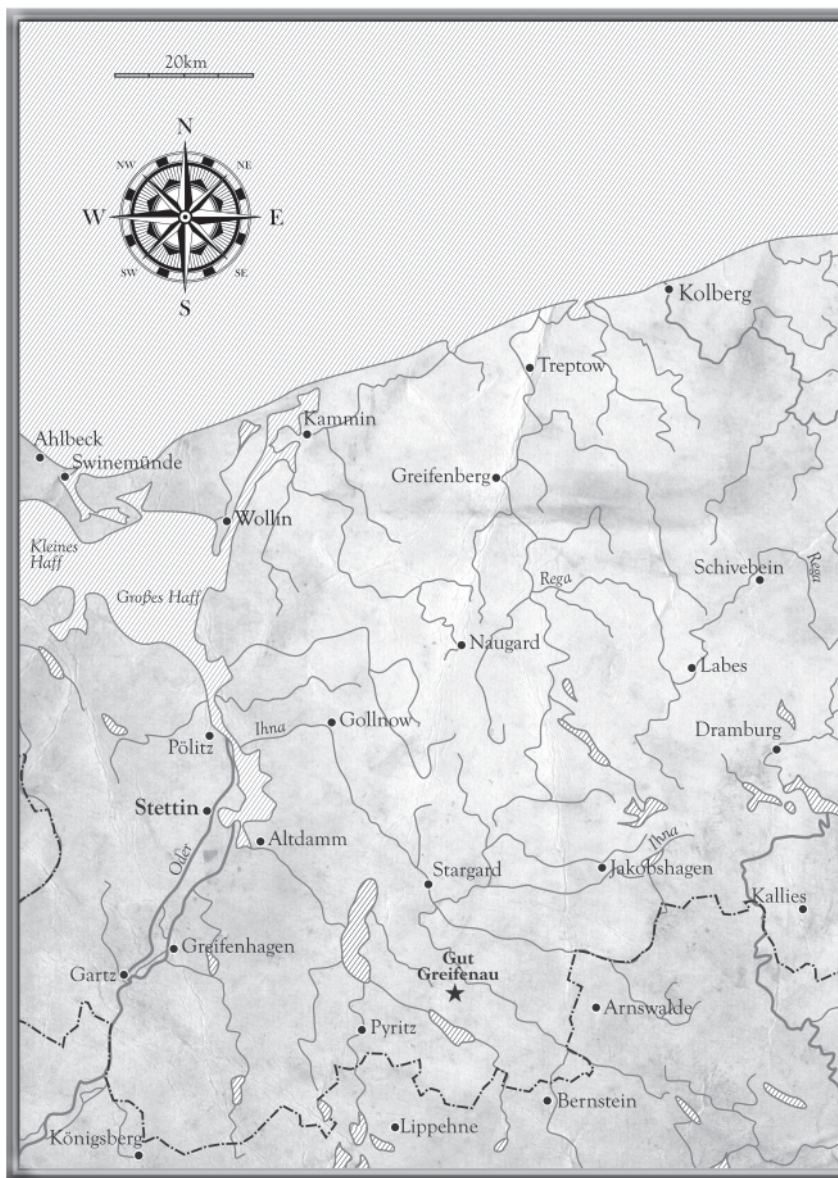 20km
N
NW
NE
W
E
SW
SE
S
Kolberg
Treptow
Kammin
Ahlbeck
Swinemünde
Greifenberg
Wollin
Kleines
Haff
Großes Haff
Rega
Schivebein
Rega
Naugard
Labes
Ihna
Gollnow
Pölitz
Dramburg
Stettin
Oder
Altdamm
Ihna
Stargard
Jakobshagen
Kallies
Greifenhagen
Gut
Greifenau
Gartz
Arnswalde
Pyritz
Bernstein
Lippehne
Königsberg